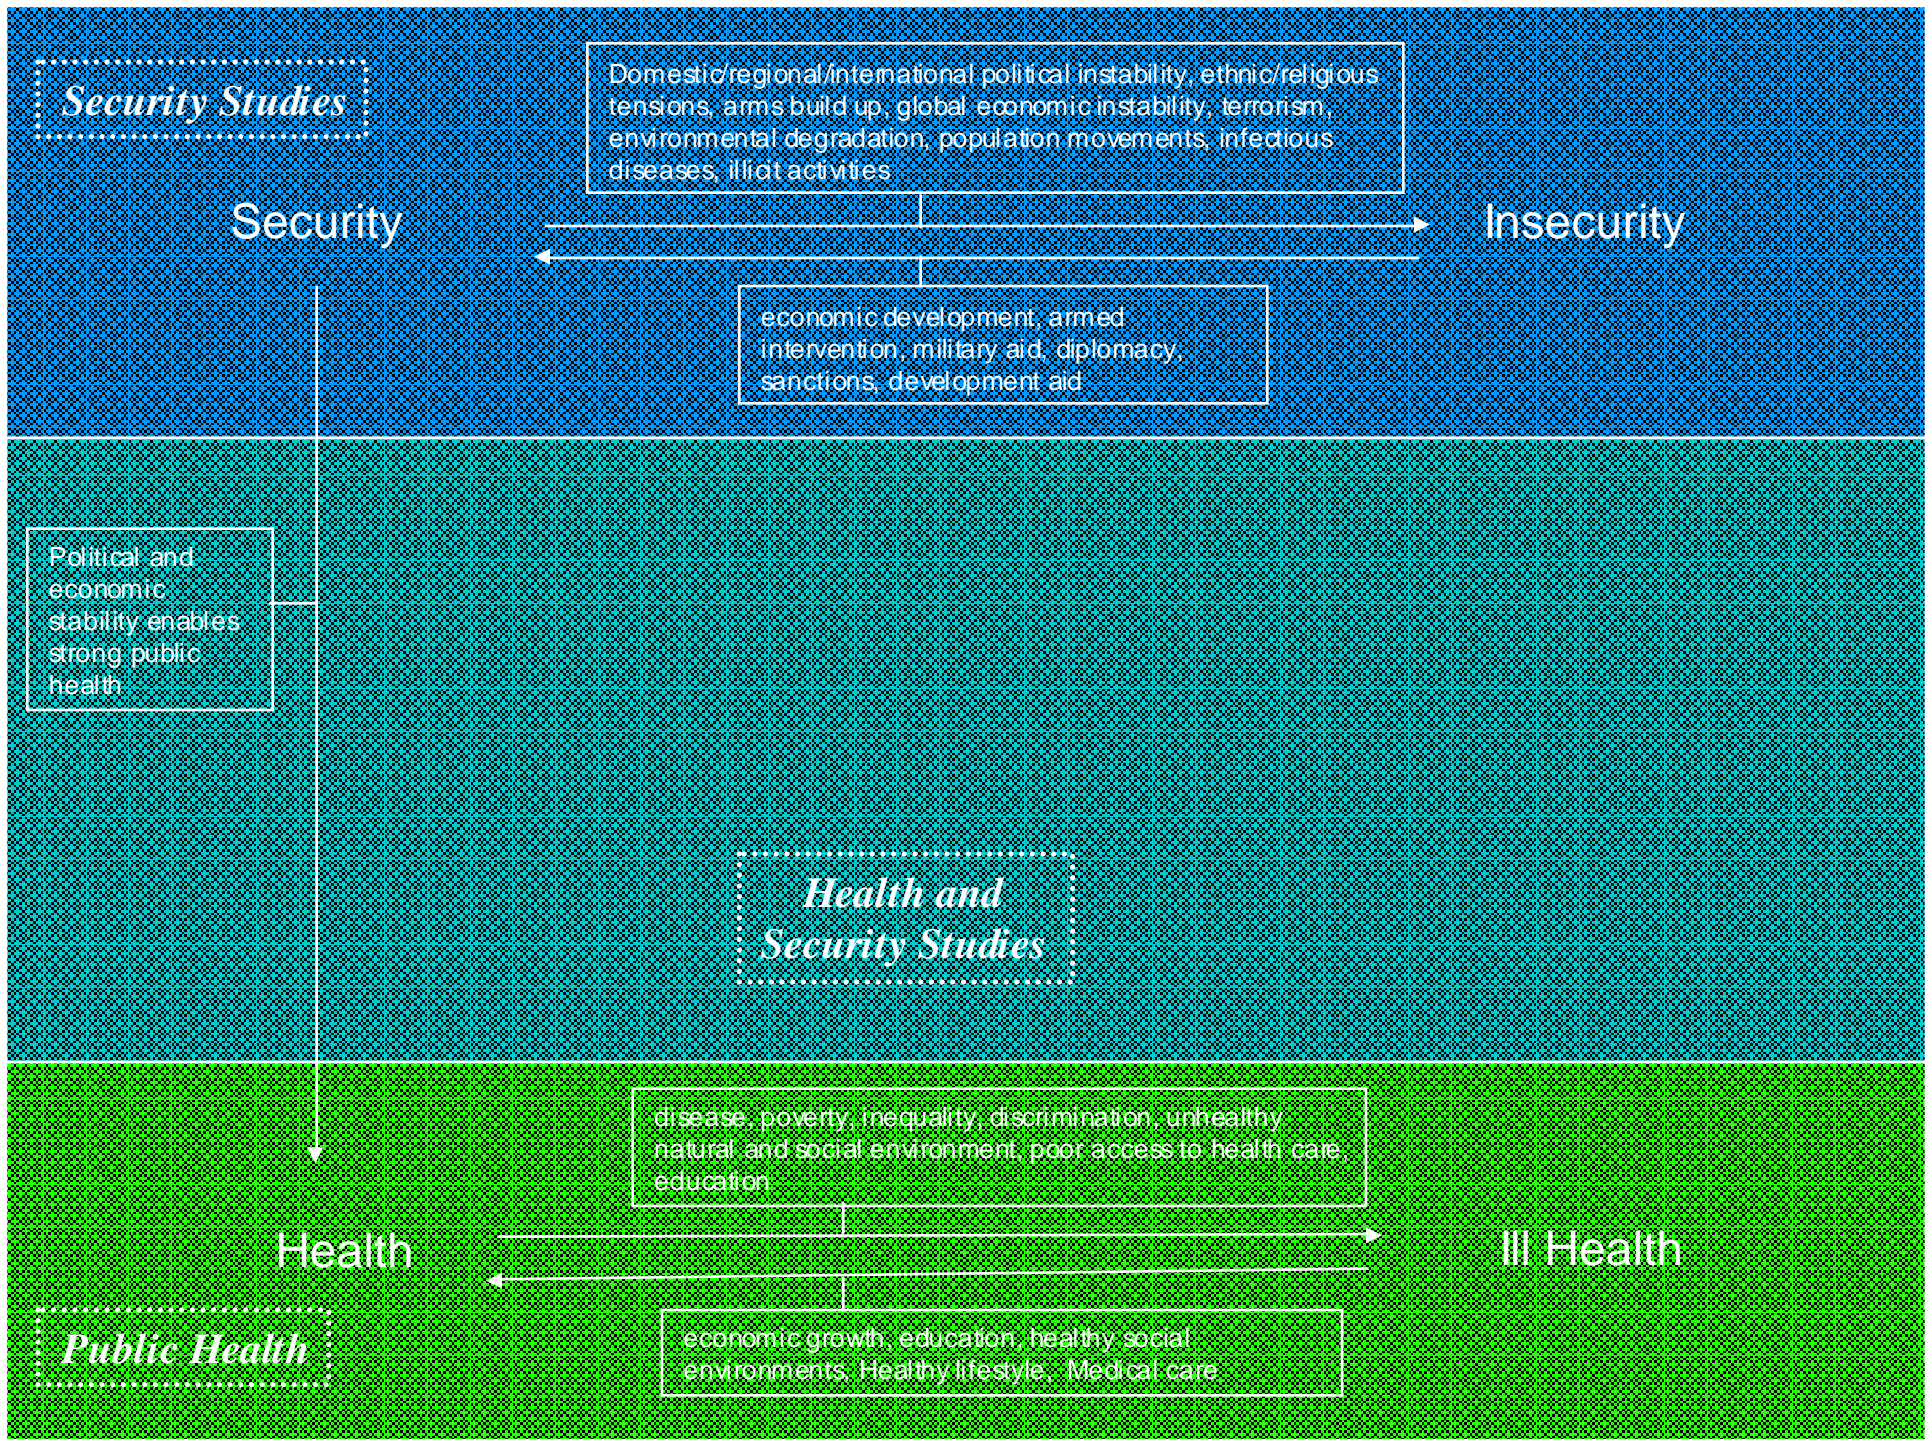 Security Studies
Domestic/regional/international political instability, ethnic/religious
tensions, arms build up, global economic instability, terrorism,
environmental degradation, population movements, infectious
diseases, illicit activities
Security
Insecurity
economic development, armed
intervention, military aid, diplomacy,
sanctions, development aid
Political and
economic
stability enables
strong public
health
Health and
Security Studies
disease, poverty, inequality, discrimination, unhealthy
natural and social environment, poor access to health care,
education
Health
Ill Health
Public Health
economic growth, education, healthy social
environments, Healthy lifestyle, Medical care